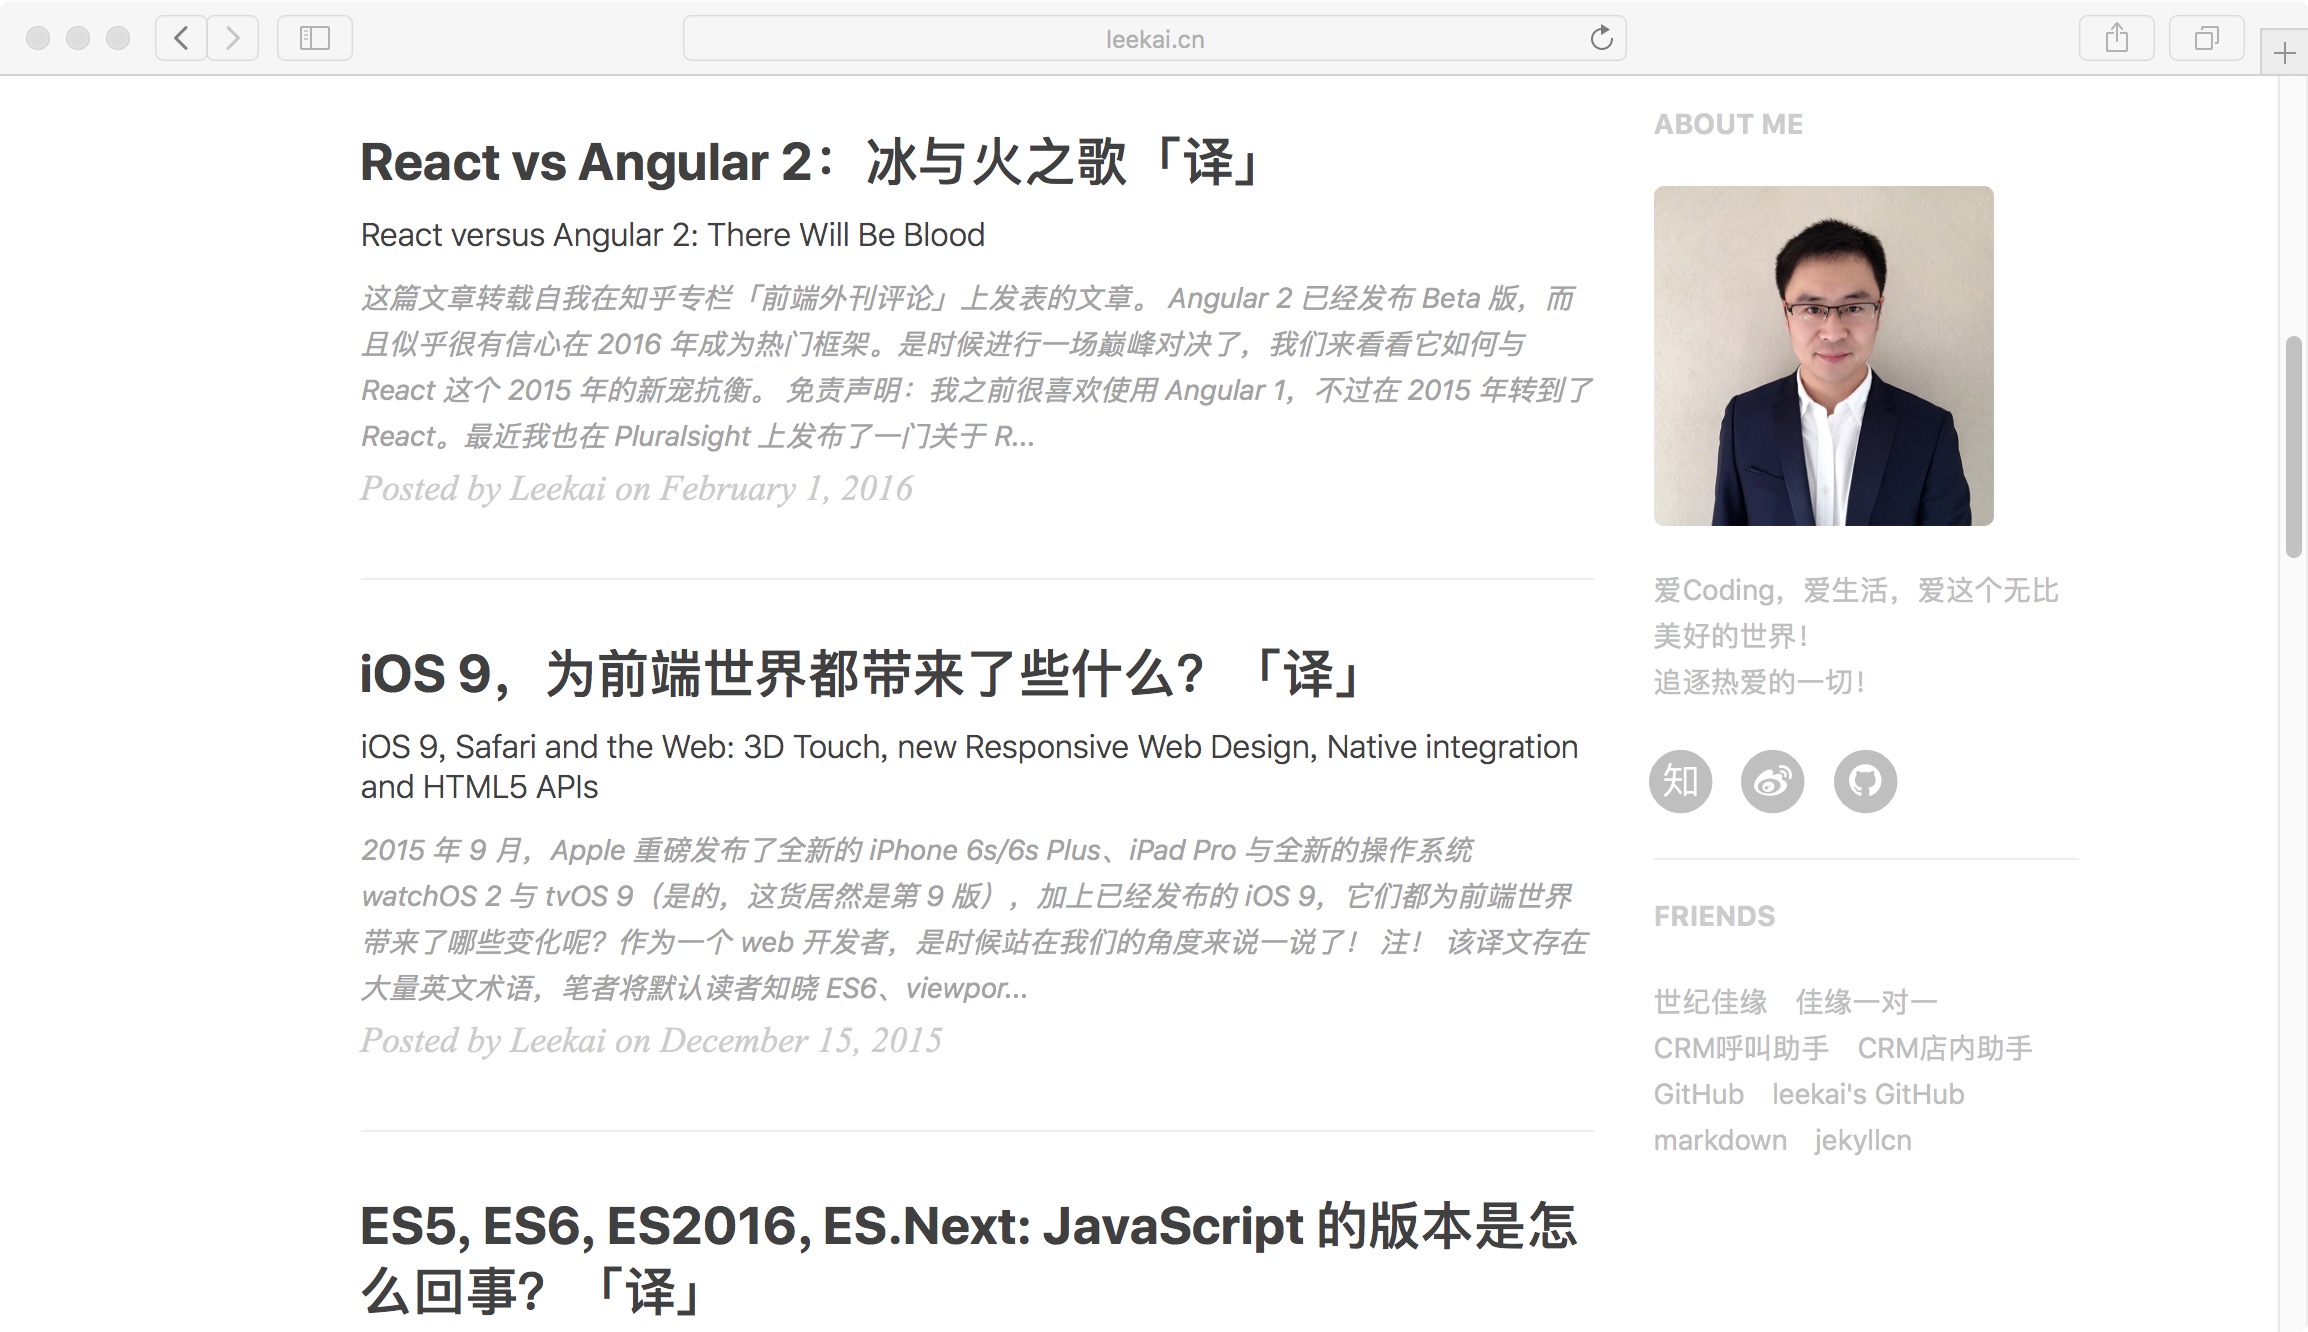 leekai.cn
React vs Angular 2：冰与火之歌「译」
React versus Angular 2: There Will Be Blood
这篇文章转载自我在知乎专栏「前端外刊评论」上发表的文章。 Angular 2 已经发布 Beta 版，而
且似乎很有信心在 2016 年成为热门框架。是时候进行一场巅峰对决了，我们来看看它如何与
React 这个 2015 年的新宠抗衡。 免责声明：我之前很喜欢使用 Angular 1，不过在 2015 年转到了
React。最近我也在 Pluralsight 上发布了一门关于 R...
Posted by Leekai on February 1, 2016
iOS 9，为前端世界都带来了些什么？「译」
iOS 9, Safari and the Web: 3D Touch, new Responsive Web Design, Native integration
and HTML5 APIs
2015 年 9 月，Apple 重磅发布了全新的 iPhone 6s/6s Plus、iPad Pro 与全新的操作系统
watchOS 2 与 tvOS 9（是的，这货居然是第 9 版），加上已经发布的 iOS 9，它们都为前端世界
带来了哪些变化呢？作为一个 web 开发者，是时候站在我们的角度来说一说了！ 注！ 该译文存在
大量英文术语，笔者将默认读者知晓 ES6、viewpor...
Posted by Leekai on December 15, 2015
ES5, ES6, ES2016, ES.Next: JavaScript 的版本是怎
么回事？「译」
ABOUT ME
爱Coding，爱生活，爱这个无比
美好的世界！
追逐热爱的一切！
知
FRIENDS
世纪佳缘 佳缘一对一
CRM呼叫助手 CRM店内助手
GitHub leekai's GitHub
markdown jekyllcn